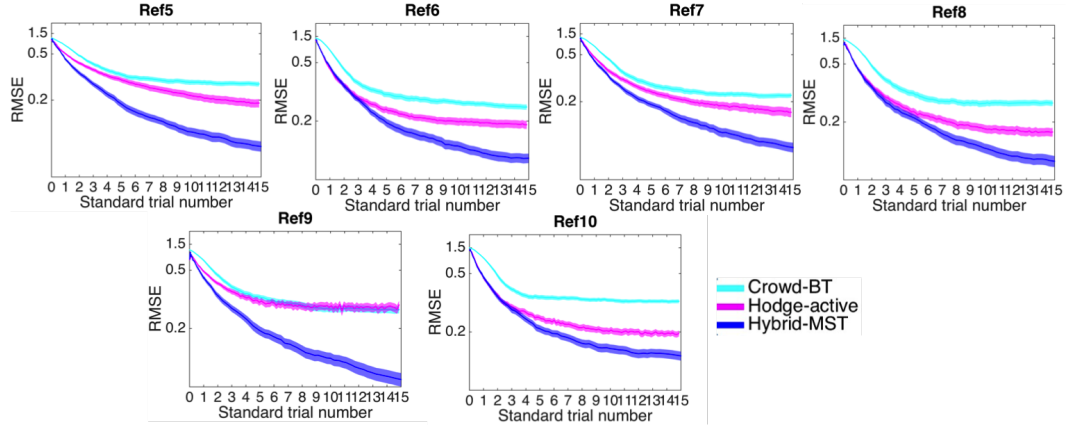 Ref5 Ref6 Ref7 Ref8
1.5 1.5 1.5 1.5
0.5 0.5 0.5 0.5
RMSE RMSE RMSE RMSE
0.2 0.2 0.2 0.2
0 1 2 3 4 5 6 7 8 9 10 11 12 13 14 15 0 1 2 3 4 5 6 7 8 9 10 11 12 13 14 15 0 1 2 3 4 5 6 7 8 9 10 11 12 13 14 15 0 1 2 3 4 5 6 7 8 9 10 11 12 13 14 15
Standard trial number Standard trial number Standard trial number Standard trial number
Ref9 Ref10
1.5 1.5
0.5 0.5
RMSE RMSE
0.2 0.2
0 1 2 3 4 5 6 7 8 9 10 11 12 13 14 15 0 1 2 3 4 5 6 7 8 9 10 11 12 13 14 15
Standard trial number Standard trial number
Crowd-BT
Hodge-active
Hybrid-MST